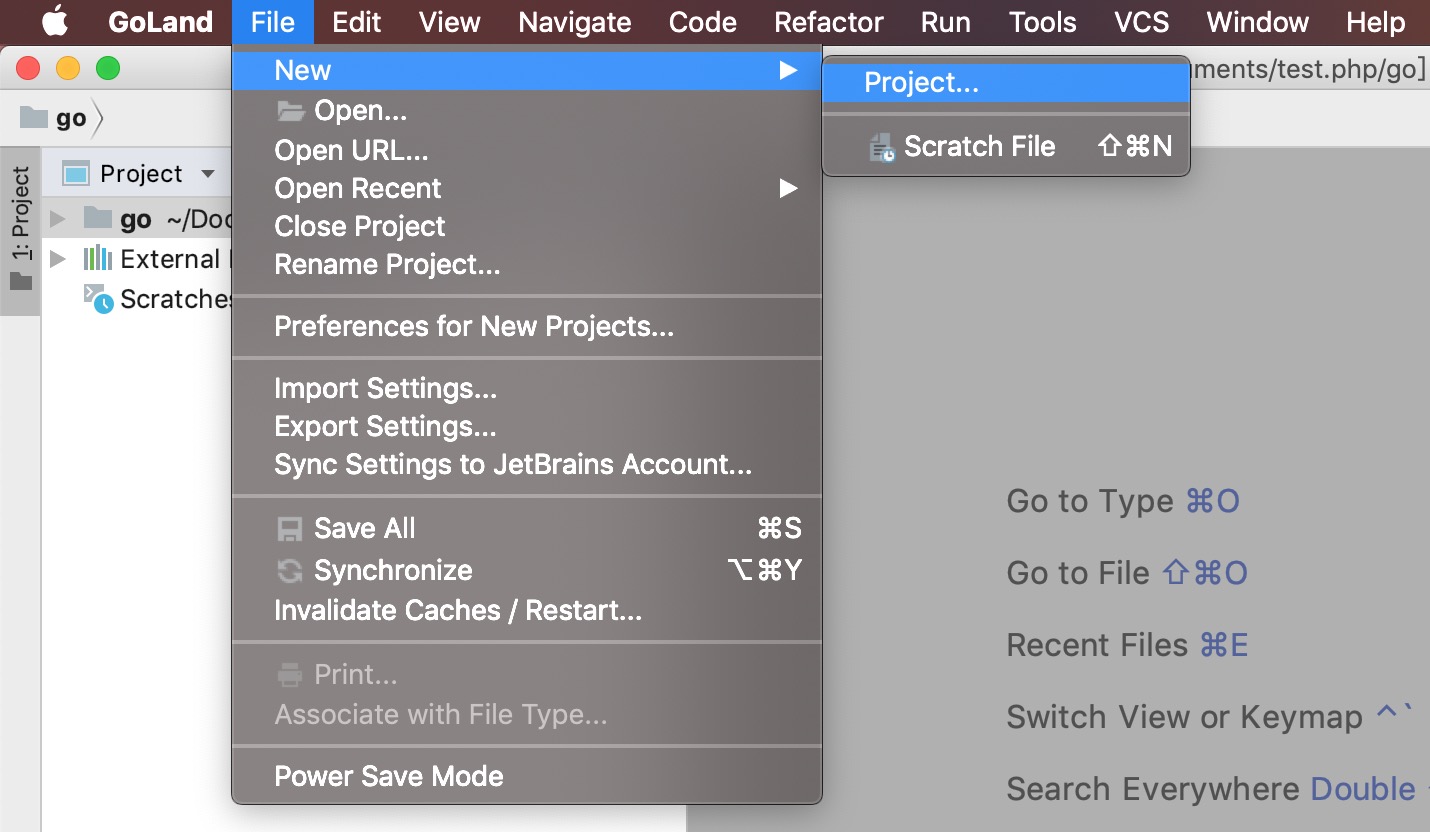 GoLand File Edit View Navigate Code Refactor Run Tools VCS Window Help
ments/test.php/go]
go
1: Project
Project
go ~/Doc
External
Scratches
New
Open...
Open URL...
Open Recent
Close Project
Rename Project...
Preferences for New Projects...
Import Settings...
Export Settings...
Sync Settings to JetBrains Account...
Save All ⌘S
Synchronize ⌥⌘Y
Invalidate Caches / Restart...
Print...
Associate with File Type...
Power Save Mode
Project...
Scratch File ⇧⌘N
Go to Type ⌘O
Go to File ⇧⌘O
Recent Files ⌘E
Switch View or Keymap ^`
Search Everywhere Double